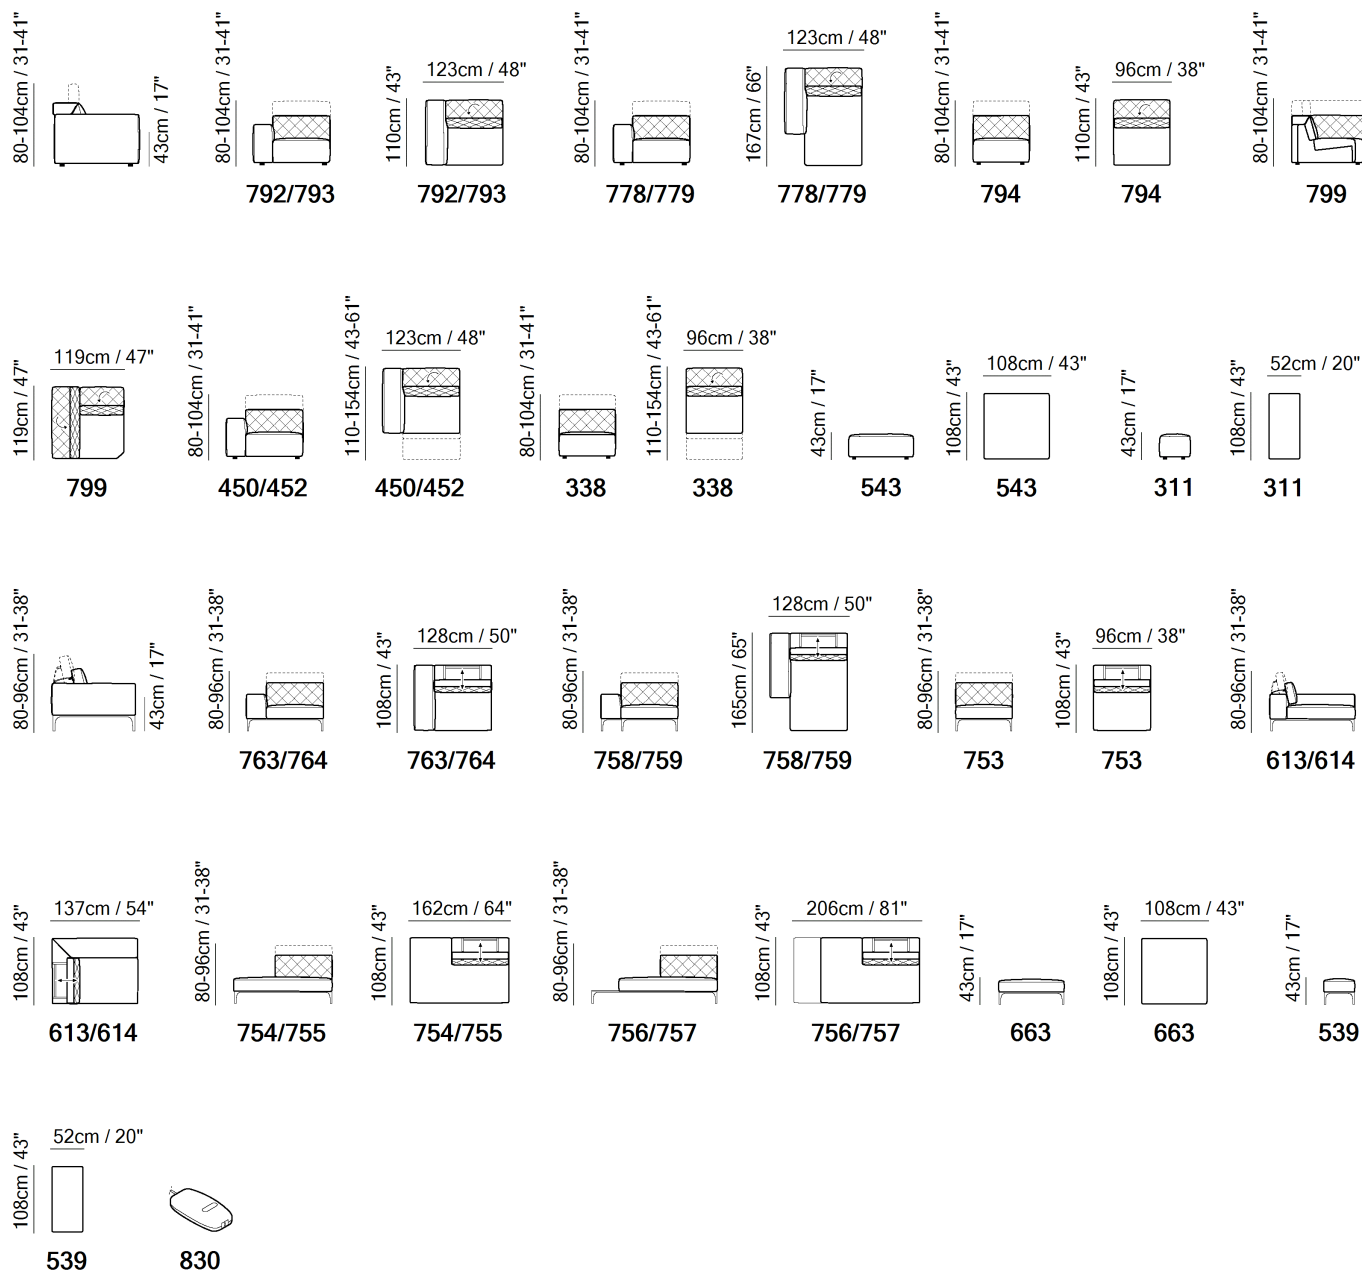 80-104cm / 31-41"
43cm / 17"
80-104cm / 31-41"
792/793
110cm / 43"
123cm / 48"
792/793
80-104cm / 31-41"
778/779
167cm / 66"
123cm / 48"
778/779
80-104cm / 31-41"
794
110cm / 43"
96cm / 38"
794
80-104cm / 31-41"
799
119cm / 47"
119cm / 47"
799
80-104cm / 31-41"
450/452
110-154cm / 43-61"
123cm / 48"
450/452
80-104cm / 31-41"
338
110-154cm / 43-61"
96cm / 38"
338
43cm / 17"
543
108cm / 43"
108cm / 43"
543
43cm / 17"
311
108cm / 43"
52cm / 20"
311
80-96cm / 31-38"
43cm / 17"
80-96cm / 31-38"
763/764
108cm / 43"
128cm / 50"
763/764
80-96cm / 31-38"
758/759
165cm / 65"
128cm / 50"
758/759
80-96cm / 31-38"
753
108cm / 43"
96cm / 38"
753
80-96cm / 31-38"
613/614
108cm / 43"
137cm / 54"
613/614
80-96cm / 31-38"
754/755
108cm / 43"
162cm / 64"
754/755
80-96cm / 31-38"
756/757
108cm / 43"
206cm / 81"
756/757
43cm / 17"
663
108cm / 43"
108cm / 43"
663
43cm / 17"
539
108cm / 43"
52cm / 20"
539
830